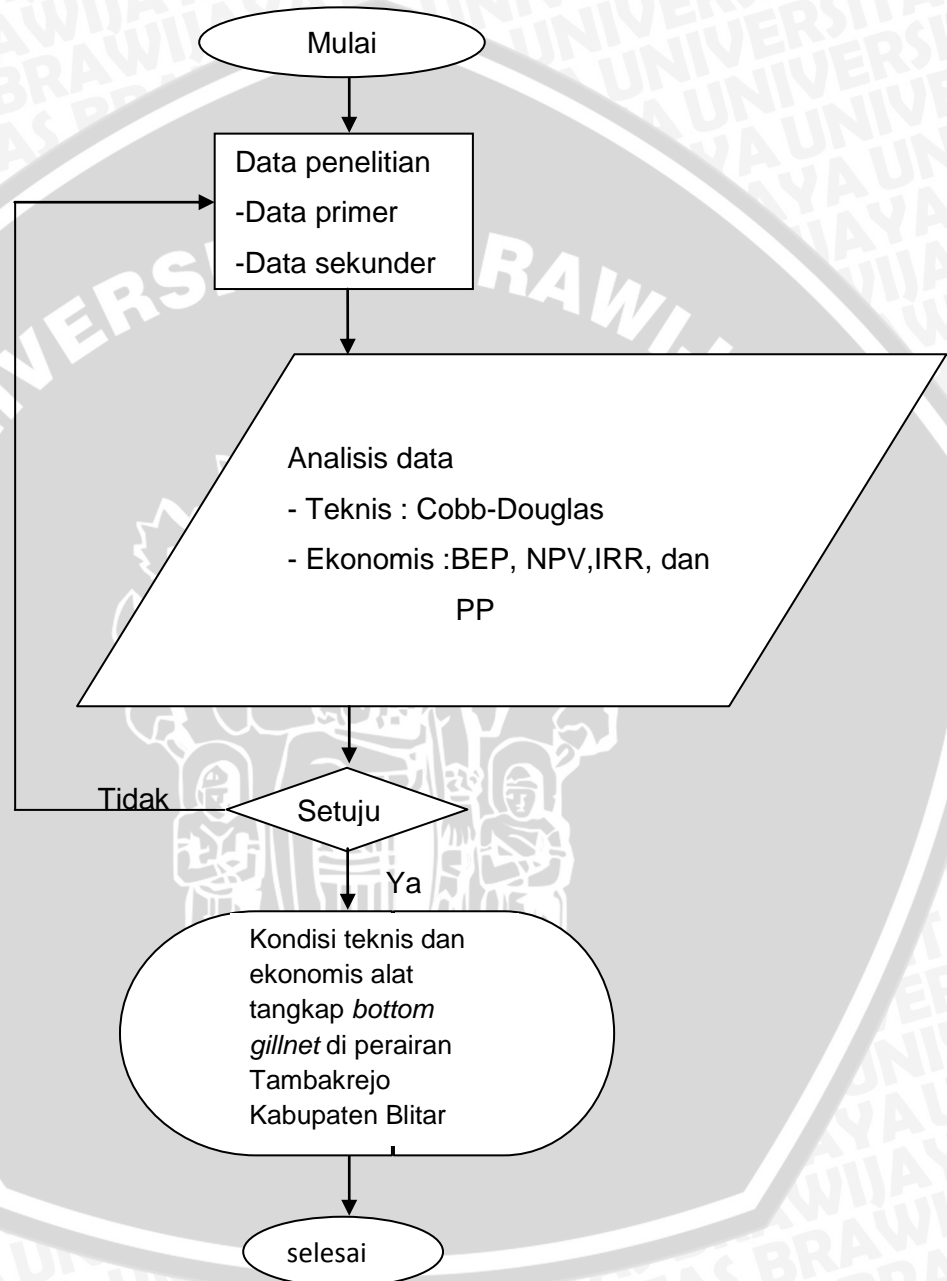 Mulai
Data penelitian
-Data primer
-Data sekunder
Analisis data
- Teknis : Cobb-Douglas
- Ekonomis :BEP, NPV,IRR, dan
PP
Tidak
Setuju
Ya
Kondisi teknis dan
ekonomis alat
tangkap bottom
gillnet di perairan
Tambakrejo
Kabupaten Blitar
selesai